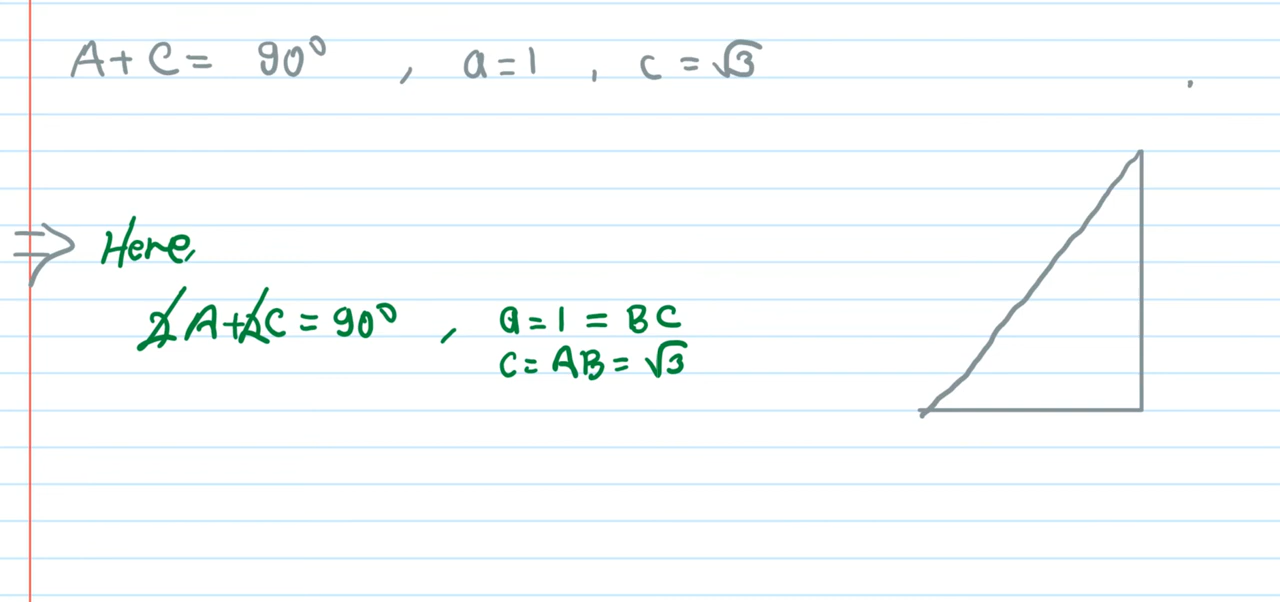 A + C = 90° , a = 1 , c = √3
⇒ Here,
A + C = 90° , a = 1 = BC
c = AB = √3